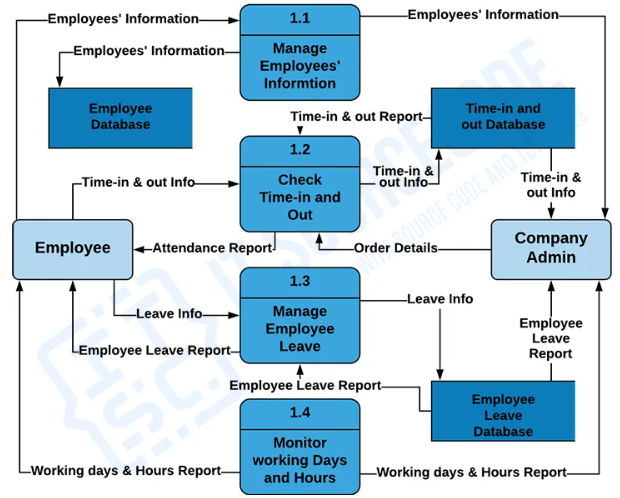 Employees' Information
1.1
Employees' Information
Employees' Information
Manage
Employees'
Informtion
Employee
Database
Time-in & out Report
Time-in and
out Database
1.2
Check
Time-in and
Out
Time-in & out Info
Time-in &
out Info
Time-in &
out Info
Employee
Attendance Report
Order Details
Company
Admin
1.3
Manage
Employee
Leave
Leave Info
Leave Info
Employee Leave Report
Employee
Leave
Report
Employee Leave Report
Employee
Leave
Database
1.4
Monitor
working Days
and Hours
Working days & Hours Report
Working days & Hours Report